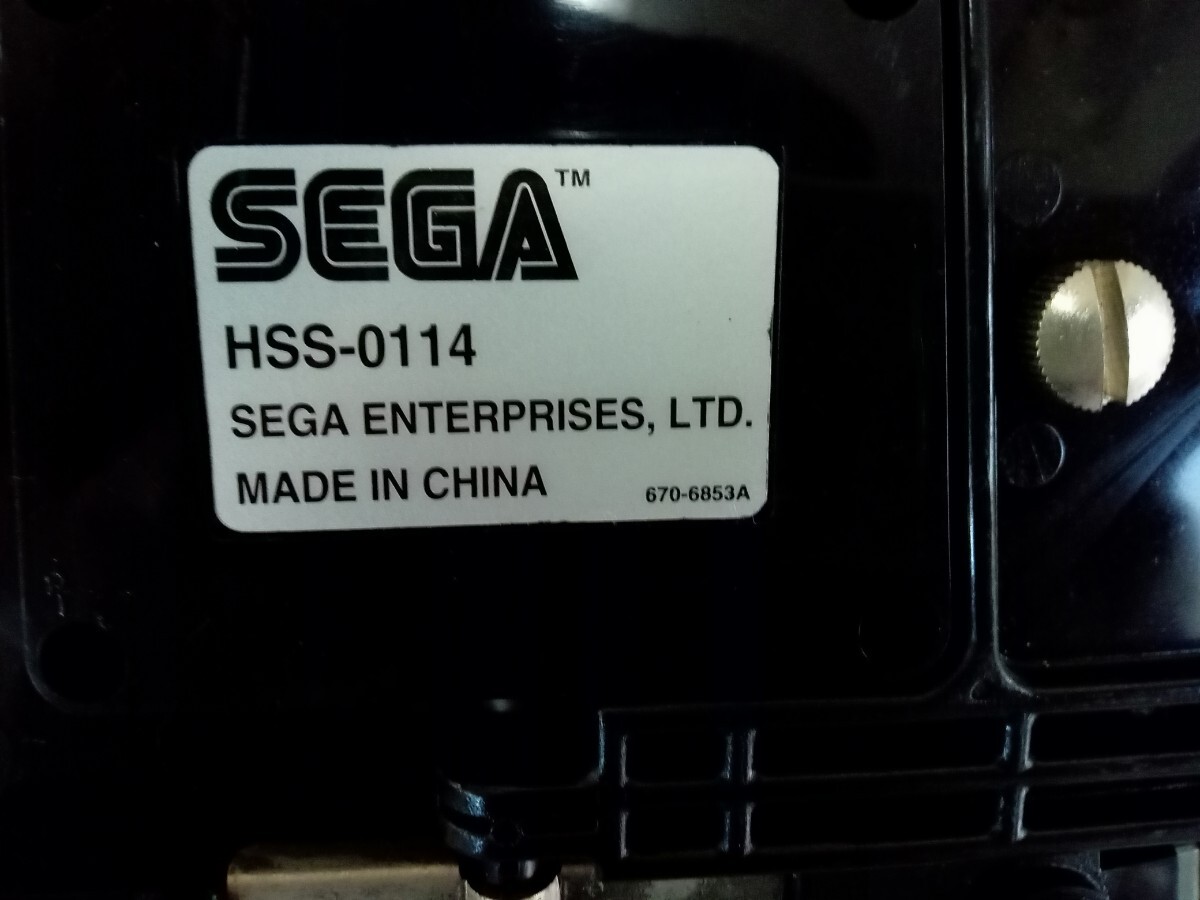 SEGA™
HSS-0114
SEGA ENTERPRISES, LTD.
MADE IN CHINA
670-6853A